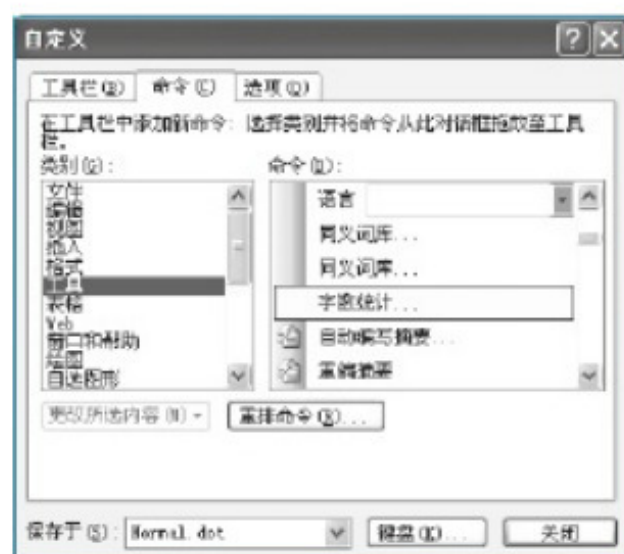 自定义
工具栏(B) 命令(C) 选项(O)
在工具栏中添加新命令：选择类别并将命令从此对话框拖放至工具
栏。
类别(G)： 命令(D)：
文件
编辑
视图
插入
格式
工具
表格
Web
窗口和帮助
绘图
自选图形
语言
同义词库...
同义词库...
字数统计...
自动编写摘要...
重编摘要
更改所选内容(M) 重排命令(R)...
保存于(S)： Normal.dot 键盘(K)... 关闭